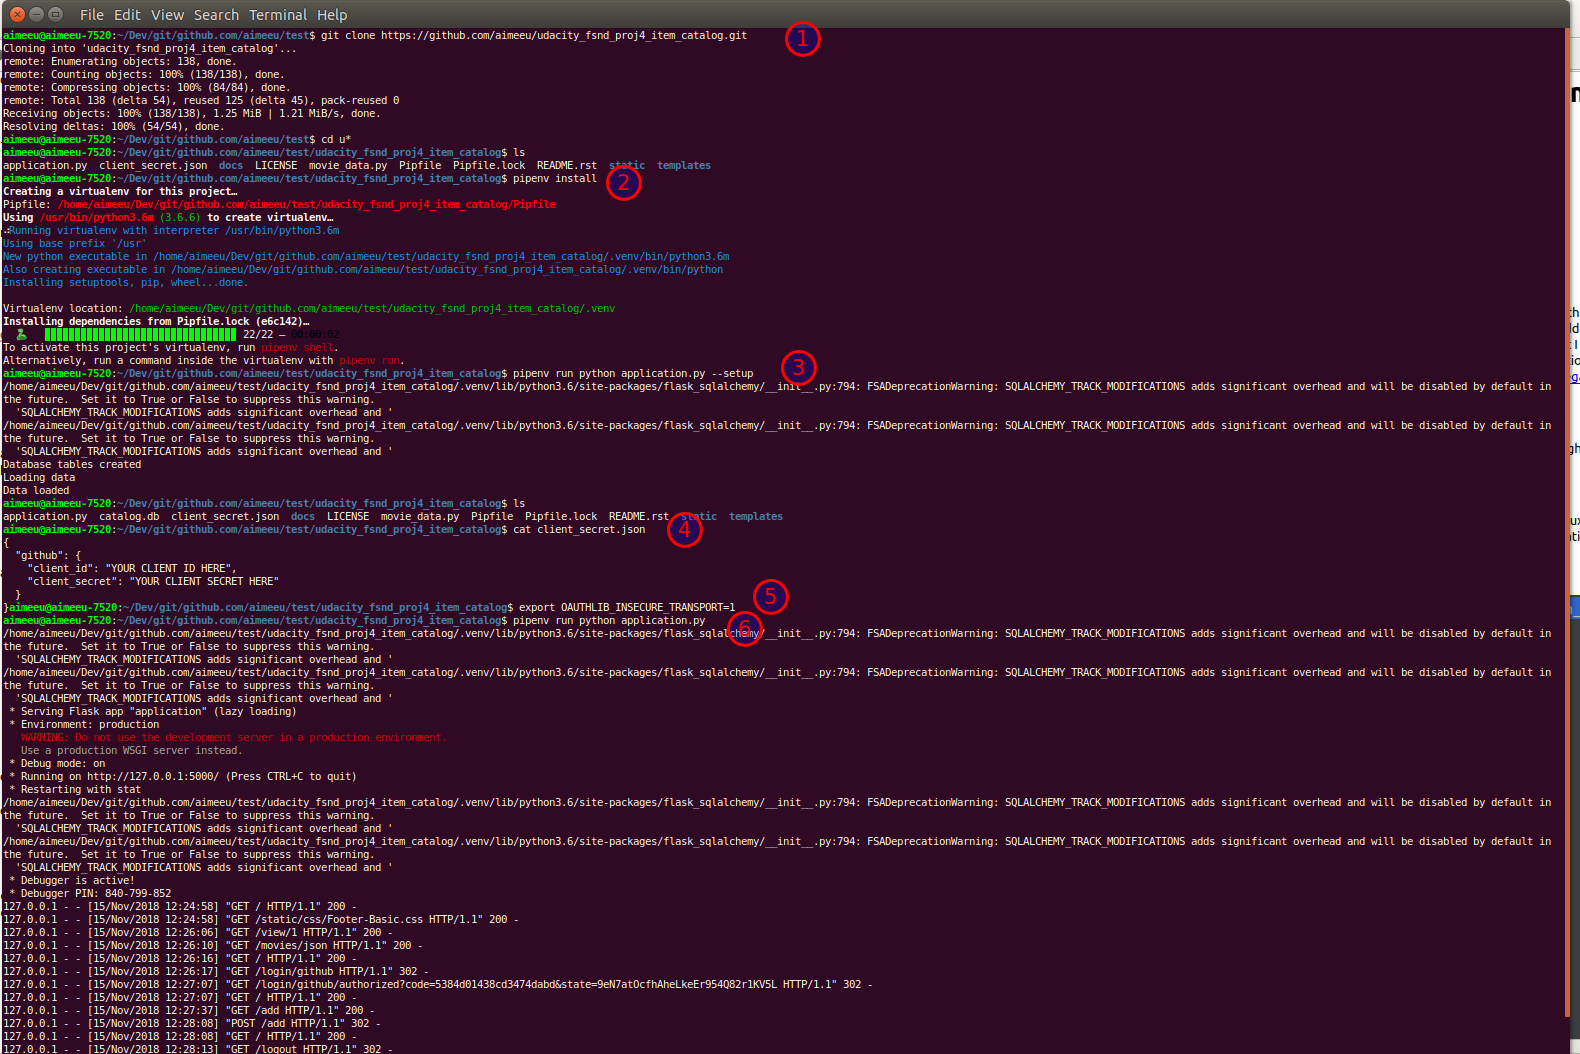 File Edit View Search Terminal Help
aimeeu@aimeeu-7520:~/Dev/git/github.com/aimeeu/test$ git clone https://github.com/aimeeu/udacity_fsnd_proj4_item_catalog.git 1
Cloning into 'udacity_fsnd_proj4_item_catalog'...
remote: Enumerating objects: 138, done.
remote: Counting objects: 100% (138/138), done.
remote: Compressing objects: 100% (84/84), done.
remote: Total 138 (delta 54), reused 125 (delta 45), pack-reused 0
Receiving objects: 100% (138/138), 1.25 MiB | 1.21 MiB/s, done.
Resolving deltas: 100% (54/54), done.
aimeeu@aimeeu-7520:~/Dev/git/github.com/aimeeu/test$ cd u*
aimeeu@aimeeu-7520:~/Dev/git/github.com/aimeeu/test/udacity_fsnd_proj4_item_catalog$ ls
application.py client_secret.json docs LICENSE movie_data.py Pipfile Pipfile.lock README.rst static templates
aimeeu@aimeeu-7520:~/Dev/git/github.com/aimeeu/test/udacity_fsnd_proj4_item_catalog$ pipenv install 2
Creating a virtualenv for this project…
Pipfile: /home/aimeeu/Dev/git/github.com/aimeeu/test/udacity_fsnd_proj4_item_catalog/Pipfile
Using /usr/bin/python3.6m (3.6.6) to create virtualenv…
Running virtualenv with interpreter /usr/bin/python3.6m
Using base prefix '/usr'
New python executable in /home/aimeeu/Dev/git/github.com/aimeeu/test/udacity_fsnd_proj4_item_catalog/.venv/bin/python3.6m
Also creating executable in /home/aimeeu/Dev/git/github.com/aimeeu/test/udacity_fsnd_proj4_item_catalog/.venv/bin/python
Installing setuptools, pip, wheel...done.
Virtualenv location: /home/aimeeu/Dev/git/github.com/aimeeu/test/udacity_fsnd_proj4_item_catalog/.venv
Installing dependencies from Pipfile.lock (e6c142)…
22/22 — 00:00:02
To activate this project's virtualenv, run pipenv shell.
Alternatively, run a command inside the virtualenv with pipenv run.
aimeeu@aimeeu-7520:~/Dev/git/github.com/aimeeu/test/udacity_fsnd_proj4_item_catalog$ pipenv run python application.py --setup 3
/home/aimeeu/Dev/git/github.com/aimeeu/test/udacity_fsnd_proj4_item_catalog/.venv/lib/python3.6/site-packages/flask_sqlalchemy/__init__.py:794: FSADeprecationWarning: SQLALCHEMY_TRACK_MODIFICATIONS adds significant overhead and will be disabled by default in
the future. Set it to True or False to suppress this warning.
'SQLALCHEMY_TRACK_MODIFICATIONS adds significant overhead and '
/home/aimeeu/Dev/git/github.com/aimeeu/test/udacity_fsnd_proj4_item_catalog/.venv/lib/python3.6/site-packages/flask_sqlalchemy/__init__.py:794: FSADeprecationWarning: SQLALCHEMY_TRACK_MODIFICATIONS adds significant overhead and will be disabled by default in
the future. Set it to True or False to suppress this warning.
'SQLALCHEMY_TRACK_MODIFICATIONS adds significant overhead and '
Database tables created
Loading data
Data loaded
aimeeu@aimeeu-7520:~/Dev/git/github.com/aimeeu/test/udacity_fsnd_proj4_item_catalog$ ls
application.py catalog.db client_secret.json docs LICENSE movie_data.py Pipfile Pipfile.lock README.rst static templates
aimeeu@aimeeu-7520:~/Dev/git/github.com/aimeeu/test/udacity_fsnd_proj4_item_catalog$ cat client_secret.json 4
{
"github": {
"client_id": "YOUR CLIENT ID HERE",
"client_secret": "YOUR CLIENT SECRET HERE"
}
}aimeeu@aimeeu-7520:~/Dev/git/github.com/aimeeu/test/udacity_fsnd_proj4_item_catalog$ export OAUTHLIB_INSECURE_TRANSPORT=1 5
aimeeu@aimeeu-7520:~/Dev/git/github.com/aimeeu/test/udacity_fsnd_proj4_item_catalog$ pipenv run python application.py 6
/home/aimeeu/Dev/git/github.com/aimeeu/test/udacity_fsnd_proj4_item_catalog/.venv/lib/python3.6/site-packages/flask_sqlalchemy/__init__.py:794: FSADeprecationWarning: SQLALCHEMY_TRACK_MODIFICATIONS adds significant overhead and will be disabled by default in
the future. Set it to True or False to suppress this warning.
'SQLALCHEMY_TRACK_MODIFICATIONS adds significant overhead and '
/home/aimeeu/Dev/git/github.com/aimeeu/test/udacity_fsnd_proj4_item_catalog/.venv/lib/python3.6/site-packages/flask_sqlalchemy/__init__.py:794: FSADeprecationWarning: SQLALCHEMY_TRACK_MODIFICATIONS adds significant overhead and will be disabled by default in
the future. Set it to True or False to suppress this warning.
'SQLALCHEMY_TRACK_MODIFICATIONS adds significant overhead and '
* Serving Flask app "application" (lazy loading)
* Environment: production
WARNING: Do not use the development server in a production environment.
Use a production WSGI server instead.
* Debug mode: on
* Running on http://127.0.0.1:5000/ (Press CTRL+C to quit)
* Restarting with stat
/home/aimeeu/Dev/git/github.com/aimeeu/test/udacity_fsnd_proj4_item_catalog/.venv/lib/python3.6/site-packages/flask_sqlalchemy/__init__.py:794: FSADeprecationWarning: SQLALCHEMY_TRACK_MODIFICATIONS adds significant overhead and will be disabled by default in
the future. Set it to True or False to suppress this warning.
'SQLALCHEMY_TRACK_MODIFICATIONS adds significant overhead and '
/home/aimeeu/Dev/git/github.com/aimeeu/test/udacity_fsnd_proj4_item_catalog/.venv/lib/python3.6/site-packages/flask_sqlalchemy/__init__.py:794: FSADeprecationWarning: SQLALCHEMY_TRACK_MODIFICATIONS adds significant overhead and will be disabled by default in
the future. Set it to True or False to suppress this warning.
'SQLALCHEMY_TRACK_MODIFICATIONS adds significant overhead and '
* Debugger is active!
* Debugger PIN: 840-799-852
127.0.0.1 - - [15/Nov/2018 12:24:58] "GET / HTTP/1.1" 200 -
127.0.0.1 - - [15/Nov/2018 12:24:58] "GET /static/css/Footer-Basic.css HTTP/1.1" 200 -
127.0.0.1 - - [15/Nov/2018 12:26:06] "GET /view/1 HTTP/1.1" 200 -
127.0.0.1 - - [15/Nov/2018 12:26:10] "GET /movies/json HTTP/1.1" 200 -
127.0.0.1 - - [15/Nov/2018 12:26:16] "GET / HTTP/1.1" 200 -
127.0.0.1 - - [15/Nov/2018 12:26:17] "GET /login/github HTTP/1.1" 302 -
127.0.0.1 - - [15/Nov/2018 12:27:07] "GET /login/github/authorized?code=5384d01438cd3474dabd&state=9eN7atOcfhAheLkeEr954Q82r1KV5L HTTP/1.1" 302 -
127.0.0.1 - - [15/Nov/2018 12:27:07] "GET / HTTP/1.1" 200 -
127.0.0.1 - - [15/Nov/2018 12:27:37] "GET /add HTTP/1.1" 200 -
127.0.0.1 - - [15/Nov/2018 12:28:08] "POST /add HTTP/1.1" 302 -
127.0.0.1 - - [15/Nov/2018 12:28:08] "GET / HTTP/1.1" 200 -
127.0.0.1 - - [15/Nov/2018 12:28:13] "GET /logout HTTP/1.1" 302 -